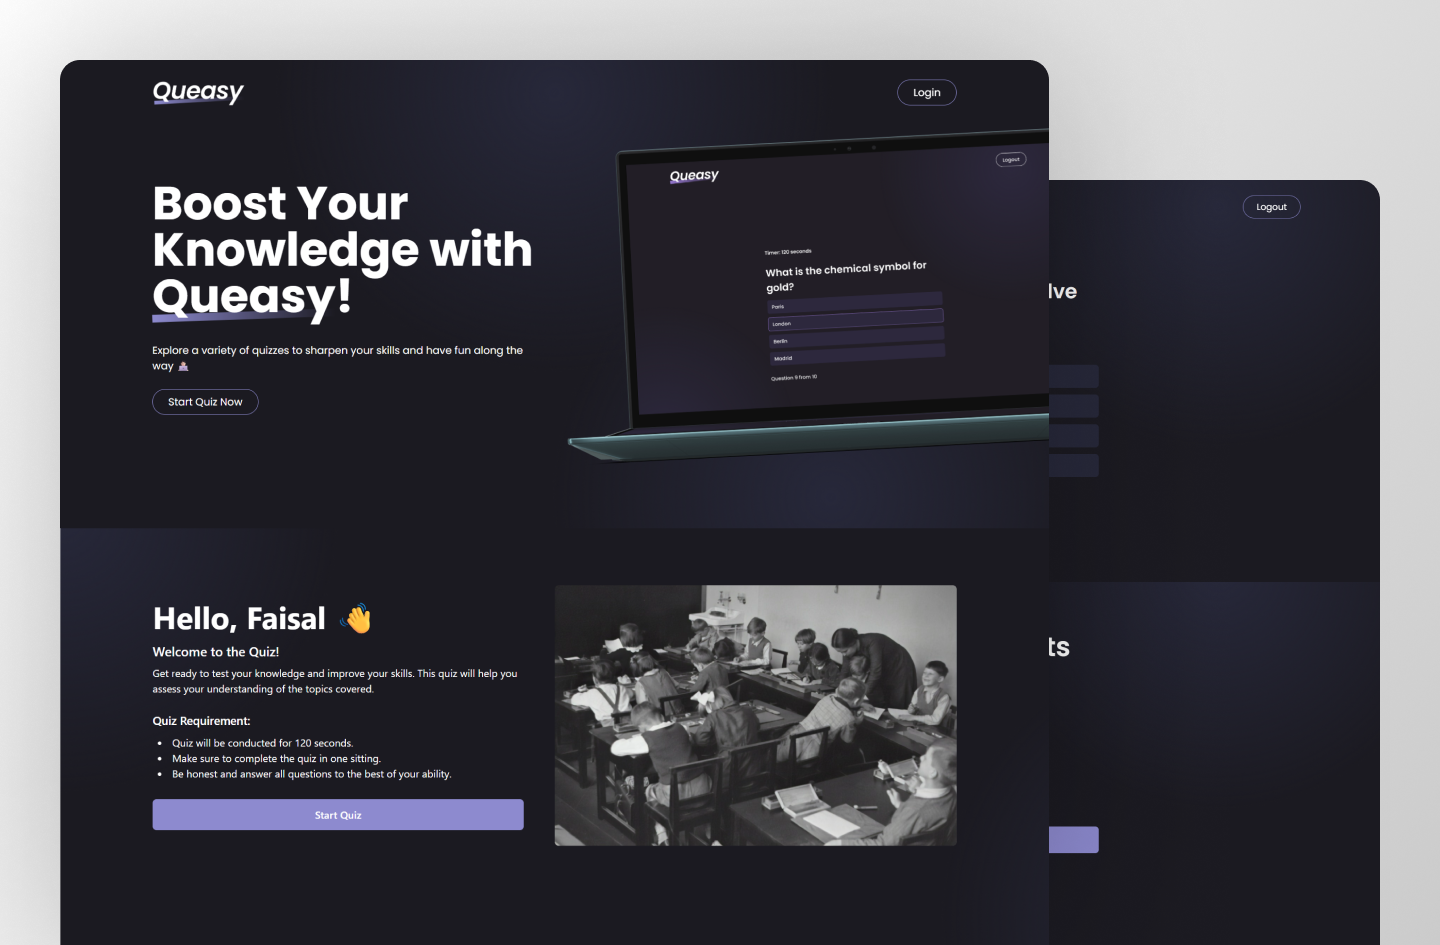 Queasy
Login
Boost Your
Knowledge with
Queasy!
Explore a variety of quizzes to sharpen your skills and have fun along the
way
Start Quiz Now
Queasy
Logout
Timer: 120 seconds
What is the chemical symbol for
gold?
Paris
London
Berlin
Madrid
Question 9 from 10
Logout
lve
Hello, Faisal
Welcome to the Quiz!
Get ready to test your knowledge and improve your skills. This quiz will help you
assess your understanding of the topics covered.
Quiz Requirement:
• Quiz will be conducted for 120 seconds.
• Make sure to complete the quiz in one sitting.
• Be honest and answer all questions to the best of your ability.
Start Quiz
ts